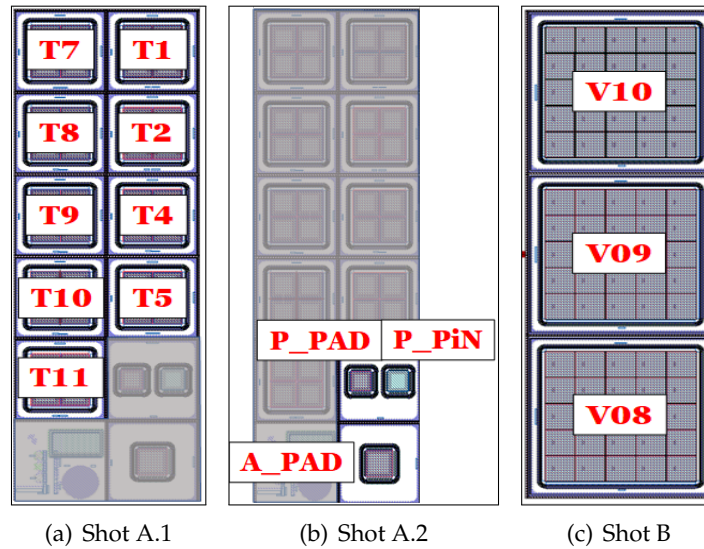 T7 T1
T8 T2
T9 T4
T10 T5
T11
P_PAD P_PiN
A_PAD
V10
V09
V08
(a) Shot A.1 (b) Shot A.2 (c) Shot B